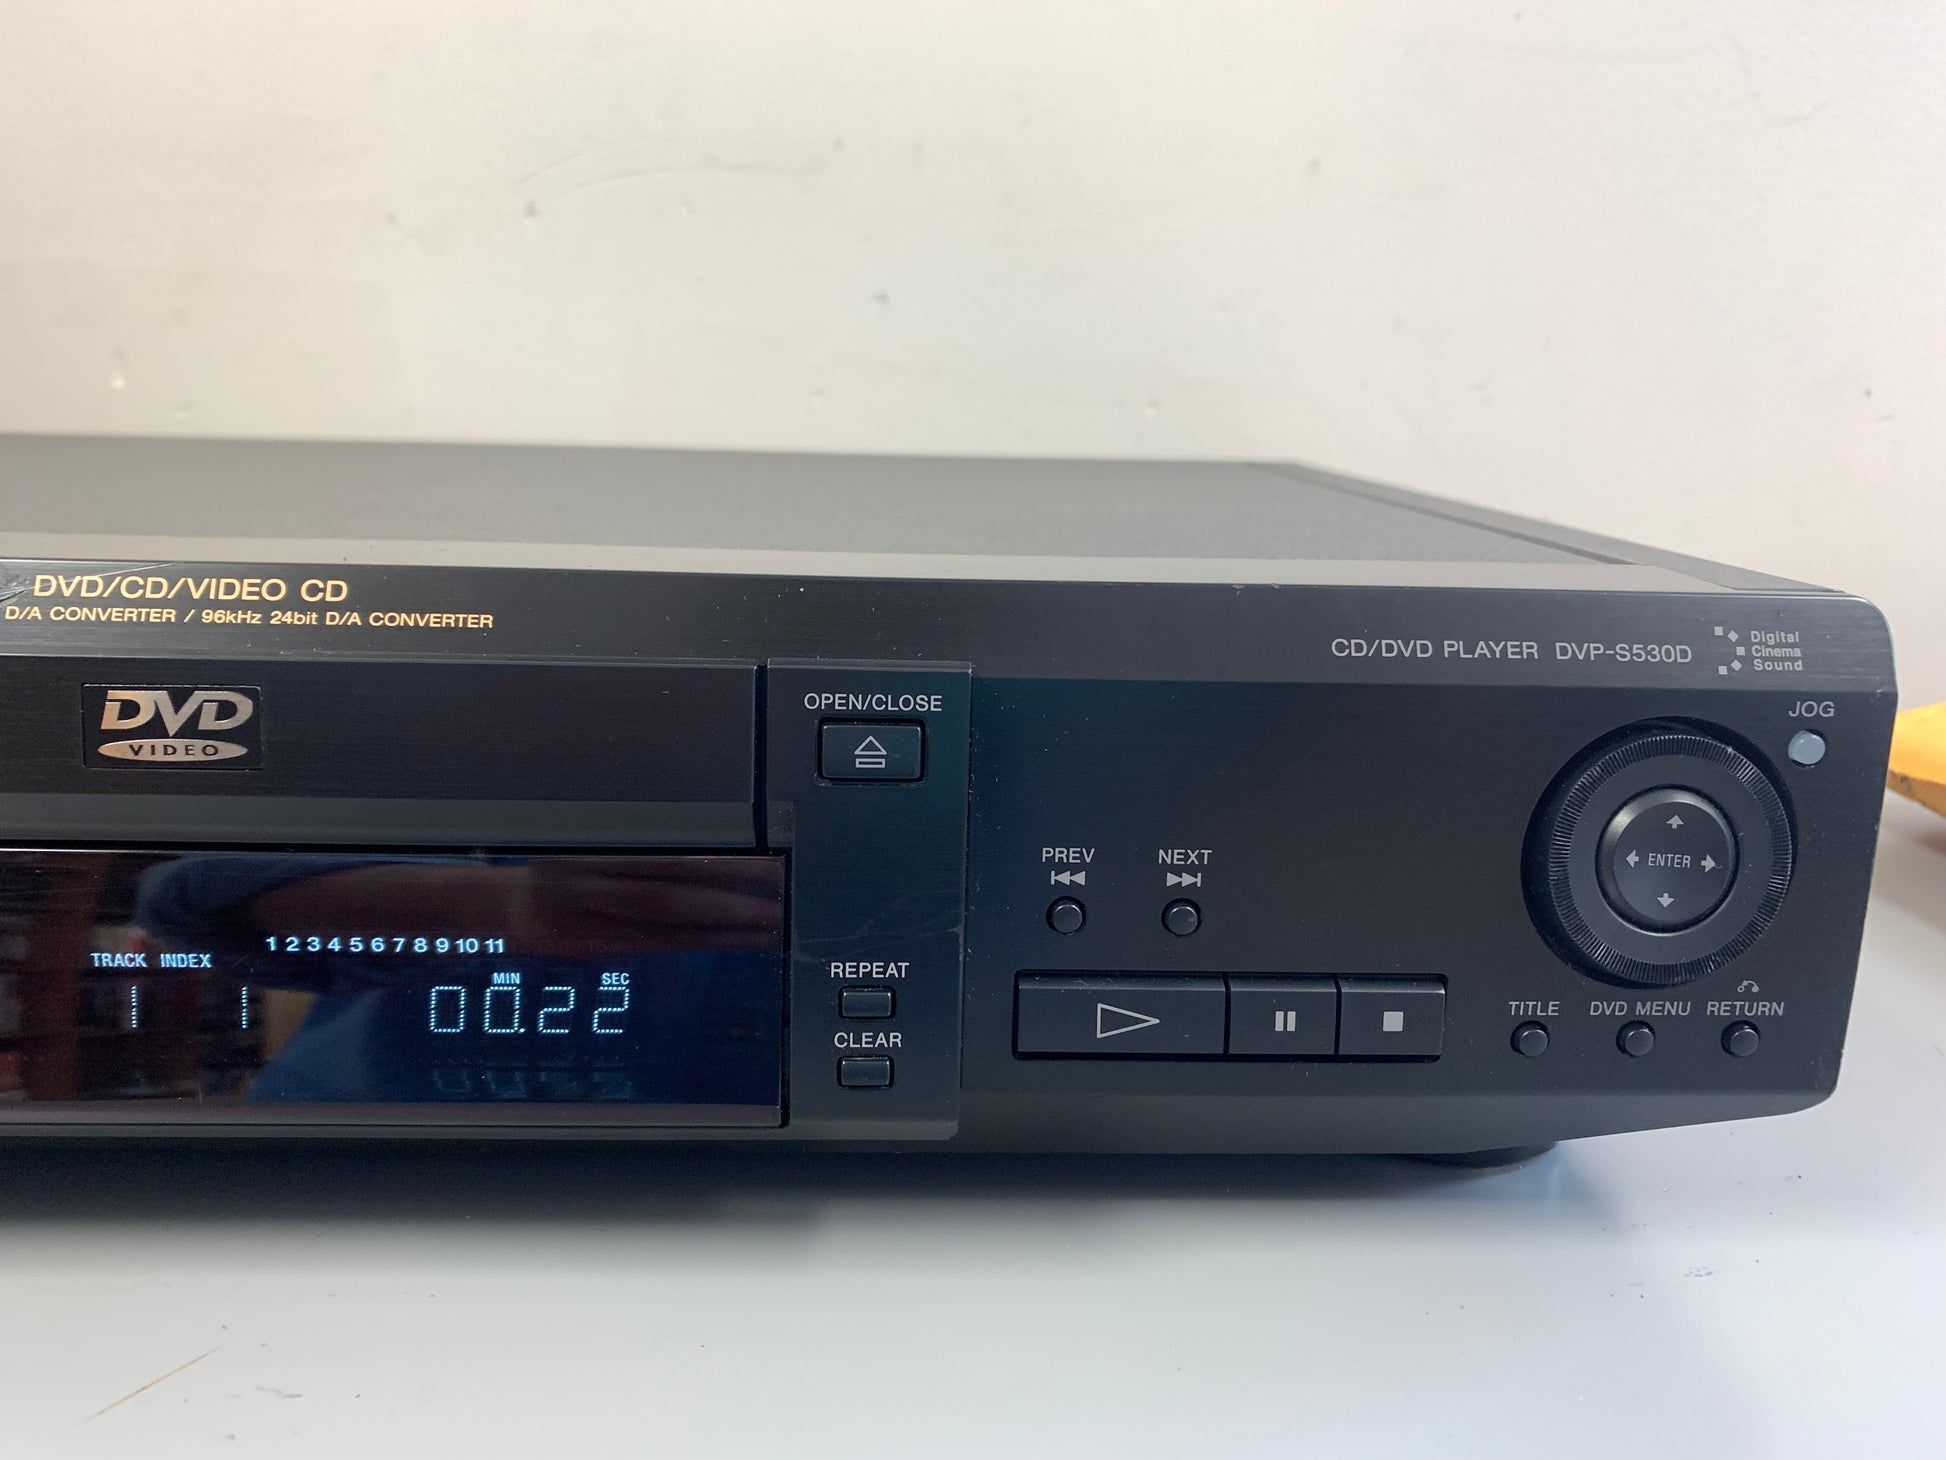 DVD/CD/VIDEO CD
D/A CONVERTER / 96kHz 24bit D/A CONVERTER
CD/DVD PLAYER DVP-S530D
Digital
Cinema
Sound
DVD
VIDEO
OPEN/CLOSE
JOG
PREV
NEXT
ENTER
1 2 3 4 5 6 7 8 9 10 11
TRACK INDEX
MIN SEC
1 1 00.22
REPEAT
CLEAR
TITLE DVD MENU RETURN